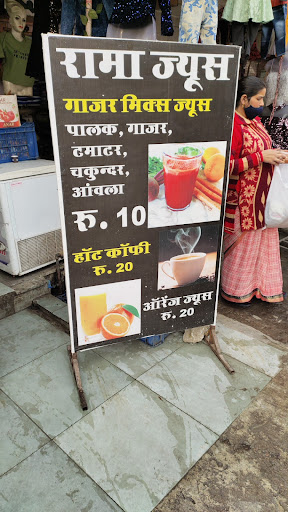 रामा ज्यूस
गाजर मिक्स ज्यूस
पालक, गाजर,
टमाटर,
चकुन्दर,
आंवला
रु. 10
हॉट कॉफी
रु. 20
ऑरेंज ज्यूस
रु. 20